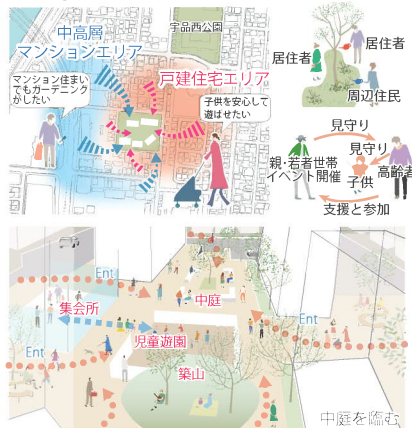 宇品西公園
中高層
マンションエリア
戸建住宅エリア
マンション住まい
でもガーデニング
がしたい
子供を安心して
遊ばせたい
居住者
居住者
周辺住民
見守り
見守り
親・若者世帯
イベント開催
子供
高齢者
支援と参加
Ent
中庭
集会所
Ent
児童遊園
Ent
築山
中庭を臨む